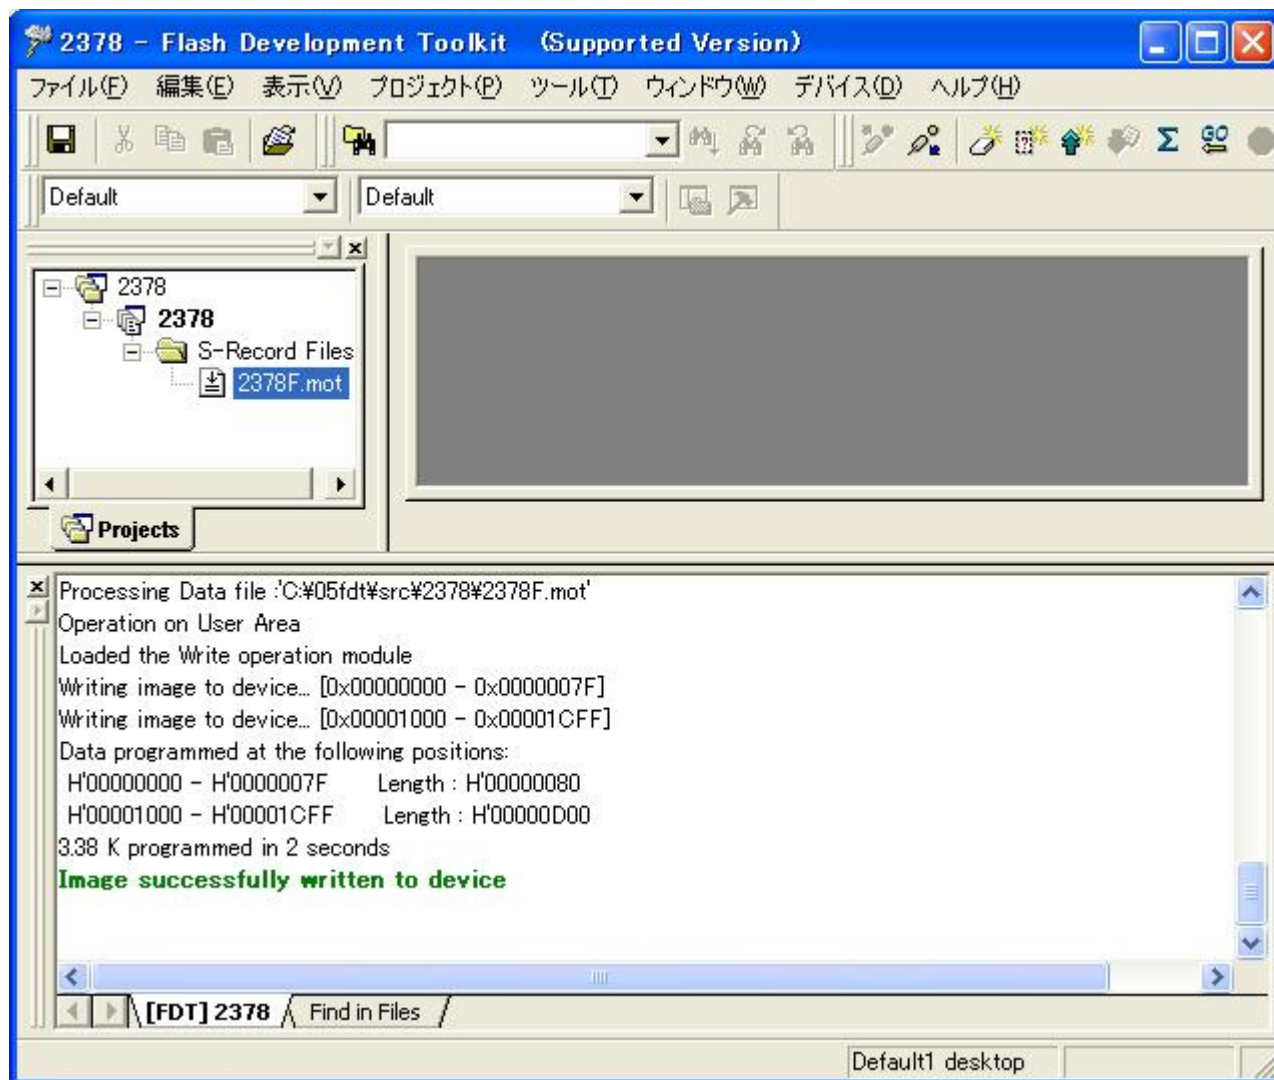 2378 - Flash Development Toolkit (Supported Version)
ファイル(F) 編集(E) 表示(V) プロジェクト(P) ツール(T) ウィンドウ(W) デバイス(D) ヘルプ(H)
GO
Default Default
2378
2378
S-Record Files
2378F.mot
Projects
Processing Data file :'C:¥05fdt¥src¥2378¥2378F.mot'
Operation on User Area
Loaded the Write operation module
Writing image to device... [0x00000000 - 0x0000007F]
Writing image to device... [0x00001000 - 0x00001CFF]
Data programmed at the following positions:
H'00000000 - H'0000007F Length : H'00000080
H'00001000 - H'00001CFF Length : H'00000D00
3.38 K programmed in 2 seconds
Image successfully written to device
[FDT] 2378 Find in Files
Default1 desktop